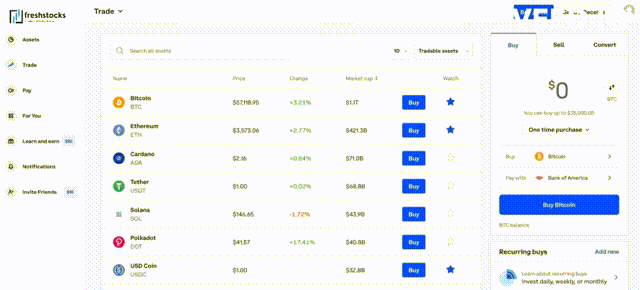 freshstocks
Trade
Assets
Trade
Pay
For You
Learn and earn
Notifications
Invite Friends
Search all assets
1D
Tradable assets
Name Price Change Market cap Watch
Bitcoin
BTC
$57,118.95 +3.21% $1.1T Buy
Ethereum
ETH
$3,573.06 +2.77% $421.3B Buy
Cardano
ADA
$2.16 +0.64% $71.0B Buy
Tether
USDT
$1.00 +0.02% $68.8B Buy
Solana
SOL
$146.65 -1.72% $43.9B Buy
Polkadot
DOT
$41.57 +17.41% $40.8B Buy
USD Coin
USDC
$1.00 $32.8B Buy
Buy Sell Convert
$0
BTC
You can buy up to $25,000.00
One time purchase
Buy Bitcoin
Pay with Bank of America
Buy Bitcoin
BTC balance
Recurring buys Add new
Learn about recurring buys
Invest daily, weekly, or monthly